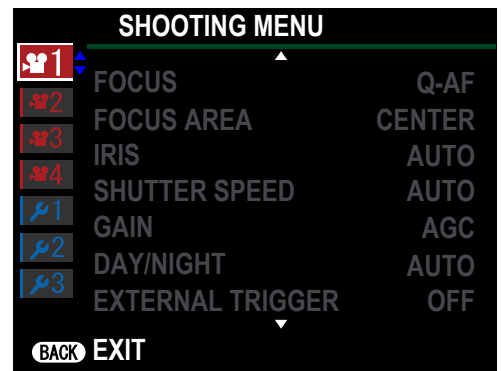 SHOOTING MENU
1
2
3
4
1
2
3
FOCUS Q-AF
FOCUS AREA CENTER
IRIS AUTO
SHUTTER SPEED AUTO
GAIN AGC
DAY/NIGHT AUTO
EXTERNAL TRIGGER OFF
BACK EXIT